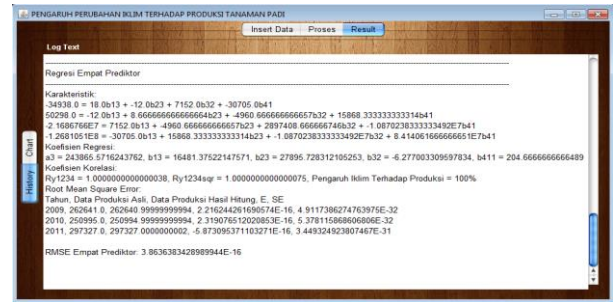 PENGARUH PERUBAHAN IKLIM TERHADAP PRODUKSI TANAMAN PADI
Insert Data Proses Result
Log Text
Regresi Empat Prediktor
Karakteristik:
-34938.0 = 18.0b13 + -12.0b23 + 7152.0b32 + -30705.0b41
50298.0 = -12.0b13 + 8.666666666666664b23 + -4960.666666666657b32 + 15868.333333333314b41
-2.1686766E7 = 7152.0b13 + -4960.666666666657b23 + 2897408.666666746b32 + -1.0870238333333492E7b41
-1.2681051E8 = -30705.0b13 + 15868.333333333314b23 + -1.0870238333333492E7b32 + 8.414061666666651E7b41
Koefisien Regresi:
a3 = 243865.5716243762, b13 = 16481.37522147571, b23 = 27895.728312105253, b32 = -6.277003309597834, b411 = 204.6666666666489
Koefisien Korelasi:
Ry1234 = 1.0000000000000038, Ry1234sqr = 1.0000000000000075, Pengaruh Iklim Terhadap Produksi = 100%
Root Mean Square Error:
Tahun, Data Produksi Asli, Data Produksi Hasil Hitung, E, SE
2009, 262641.0, 262640.99999999994, 2.216244261690574E-16, 4.9117386274763975E-32
2010, 250995.0, 250994.99999999994, 2.319076512020853E-16, 5.378115868606806E-32
2011, 297327.0, 297327.0000000002, -5.873095371103271E-16, 3.449324923807467E-31
RMSE Empat Prediktor: 3.8636383428989944E-16
Chart
History